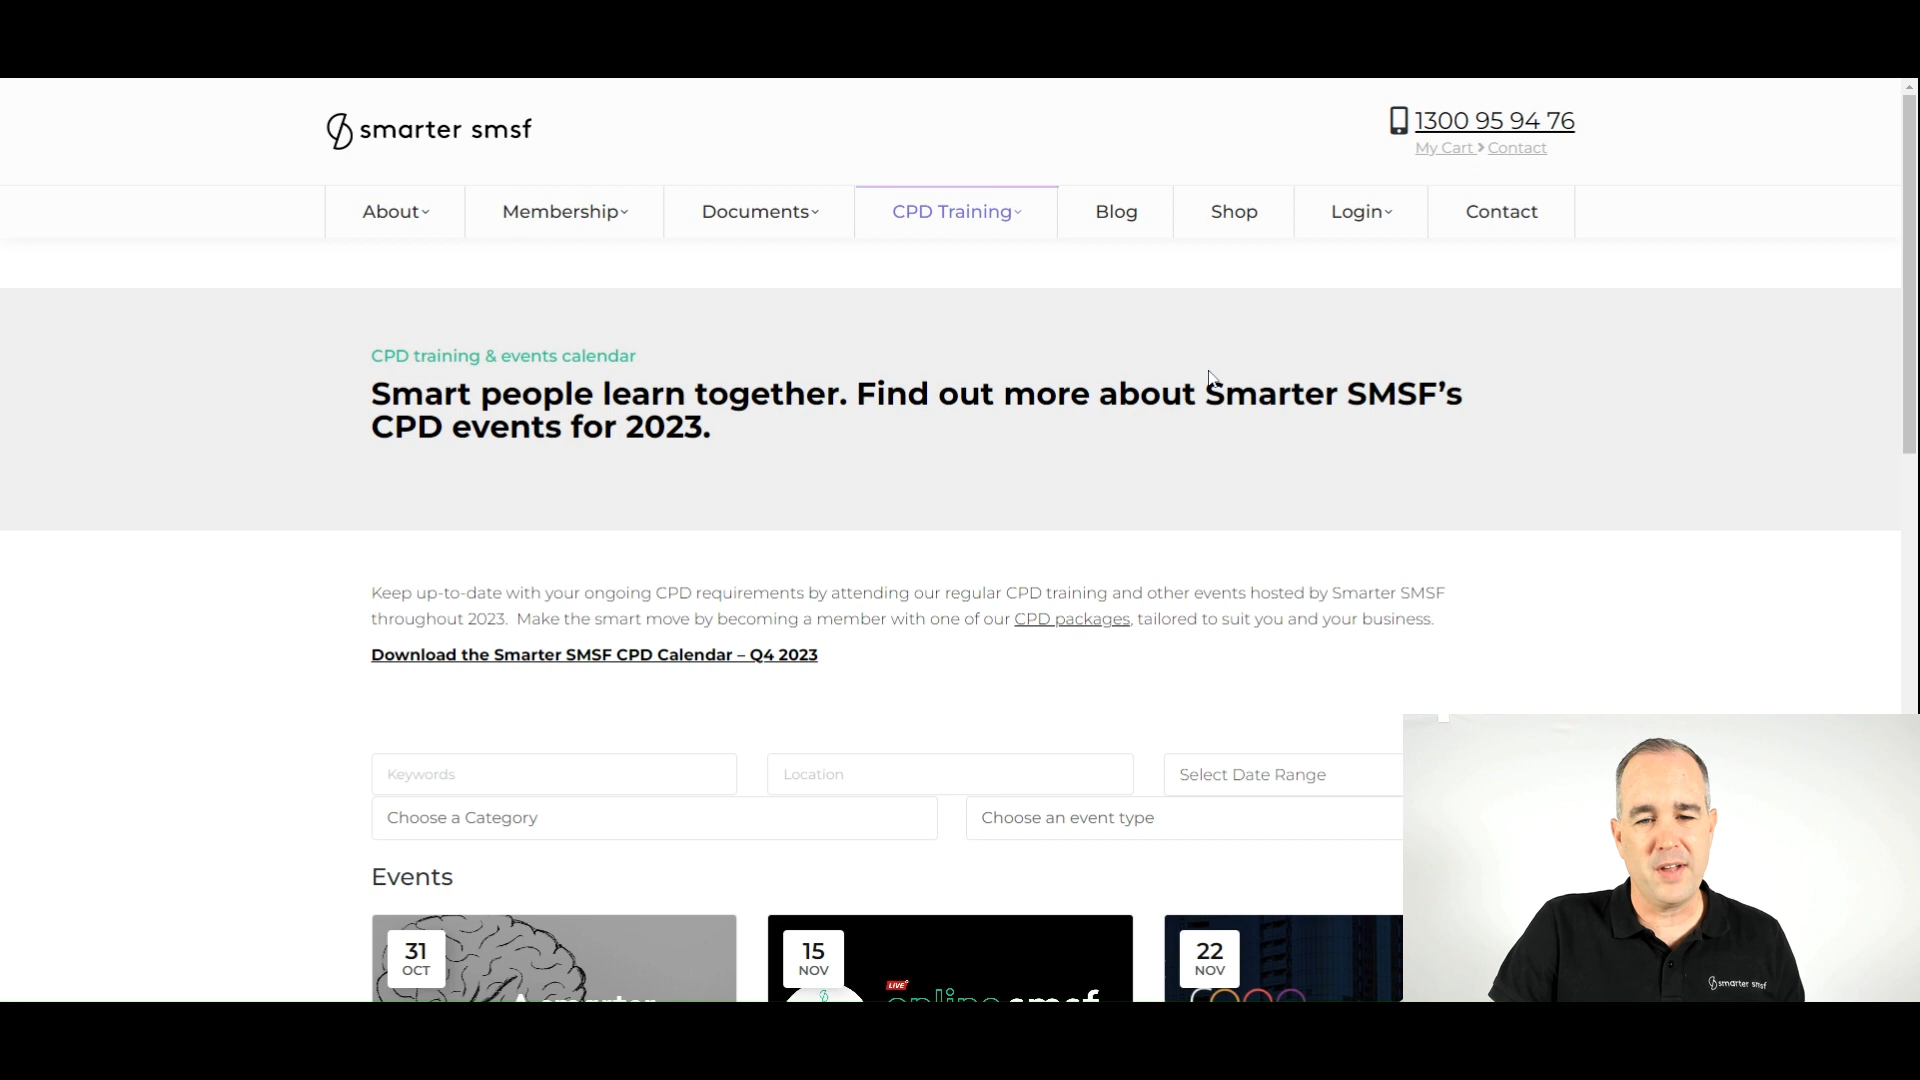 smarter smsf
1300 95 94 76
My Cart > Contact
About
Membership
Documents
CPD Training
Blog
Shop
Login
Contact
CPD training & events calendar
Smart people learn together. Find out more about Smarter SMSF’s
CPD events for 2023.
Keep up-to-date with your ongoing CPD requirements by attending our regular CPD training and other events hosted by Smarter SMSF
throughout 2023. Make the smart move by becoming a member with one of our CPD packages, tailored to suit you and your business.
Download the Smarter SMSF CPD Calendar – Q4 2023
Keywords
Location
Select Date Range
Choose a Category
Choose an event type
Events
31
OCT
15
NOV
LIVE
online smsf
22
NOV
smarter smsf